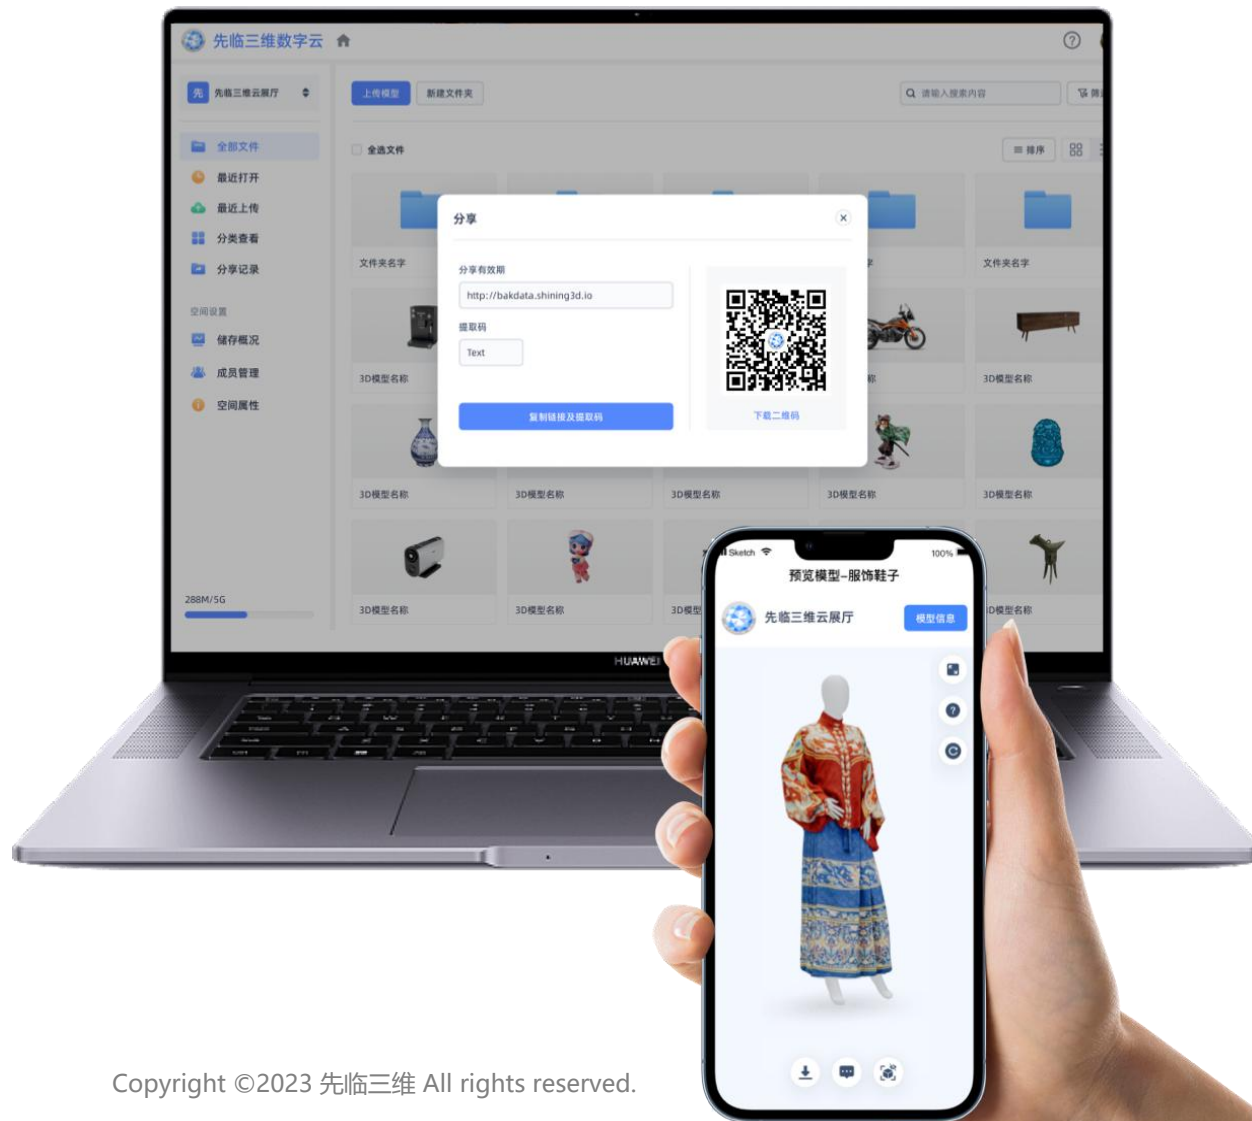 先临三维数字云
先 先临三维云展厅
上传模型 新建文件夹 请输入搜索内容
全选文件 排序
全部文件
最近打开
最近上传
分类查看
分享记录
空间设置
储存概况
成员管理
空间属性
288M/5G
文件夹名字 文件夹名字
3D模型名称 3D模型名称
3D模型名称 3D模型名称 3D模型名称 3D模型名称 3D模型名称
3D模型名称 3D模型名称
分享
分享有效期
http://bakdata.shining3d.io
提取码
Text
复制链接及提取码
下载二维码
HUAWEI
Sketch 100%
预览模型-服饰鞋子
先临三维云展厅 模型信息
Copyright ©2023 先临三维 All rights reserved.